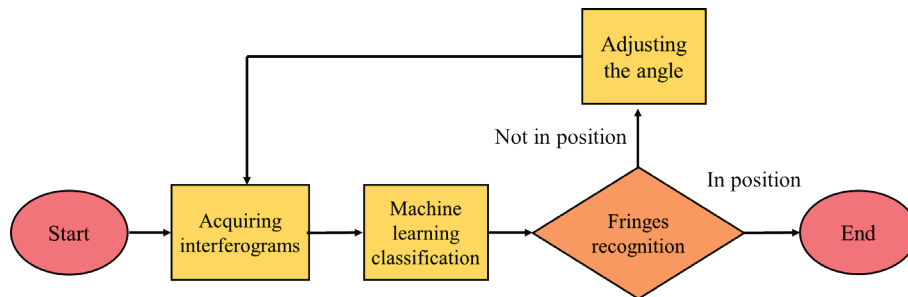 Adjusting
the angle
Not in position
In position
Start
Acquiring
interferograms
Machine
learning
classification
Fringes
recognition
End